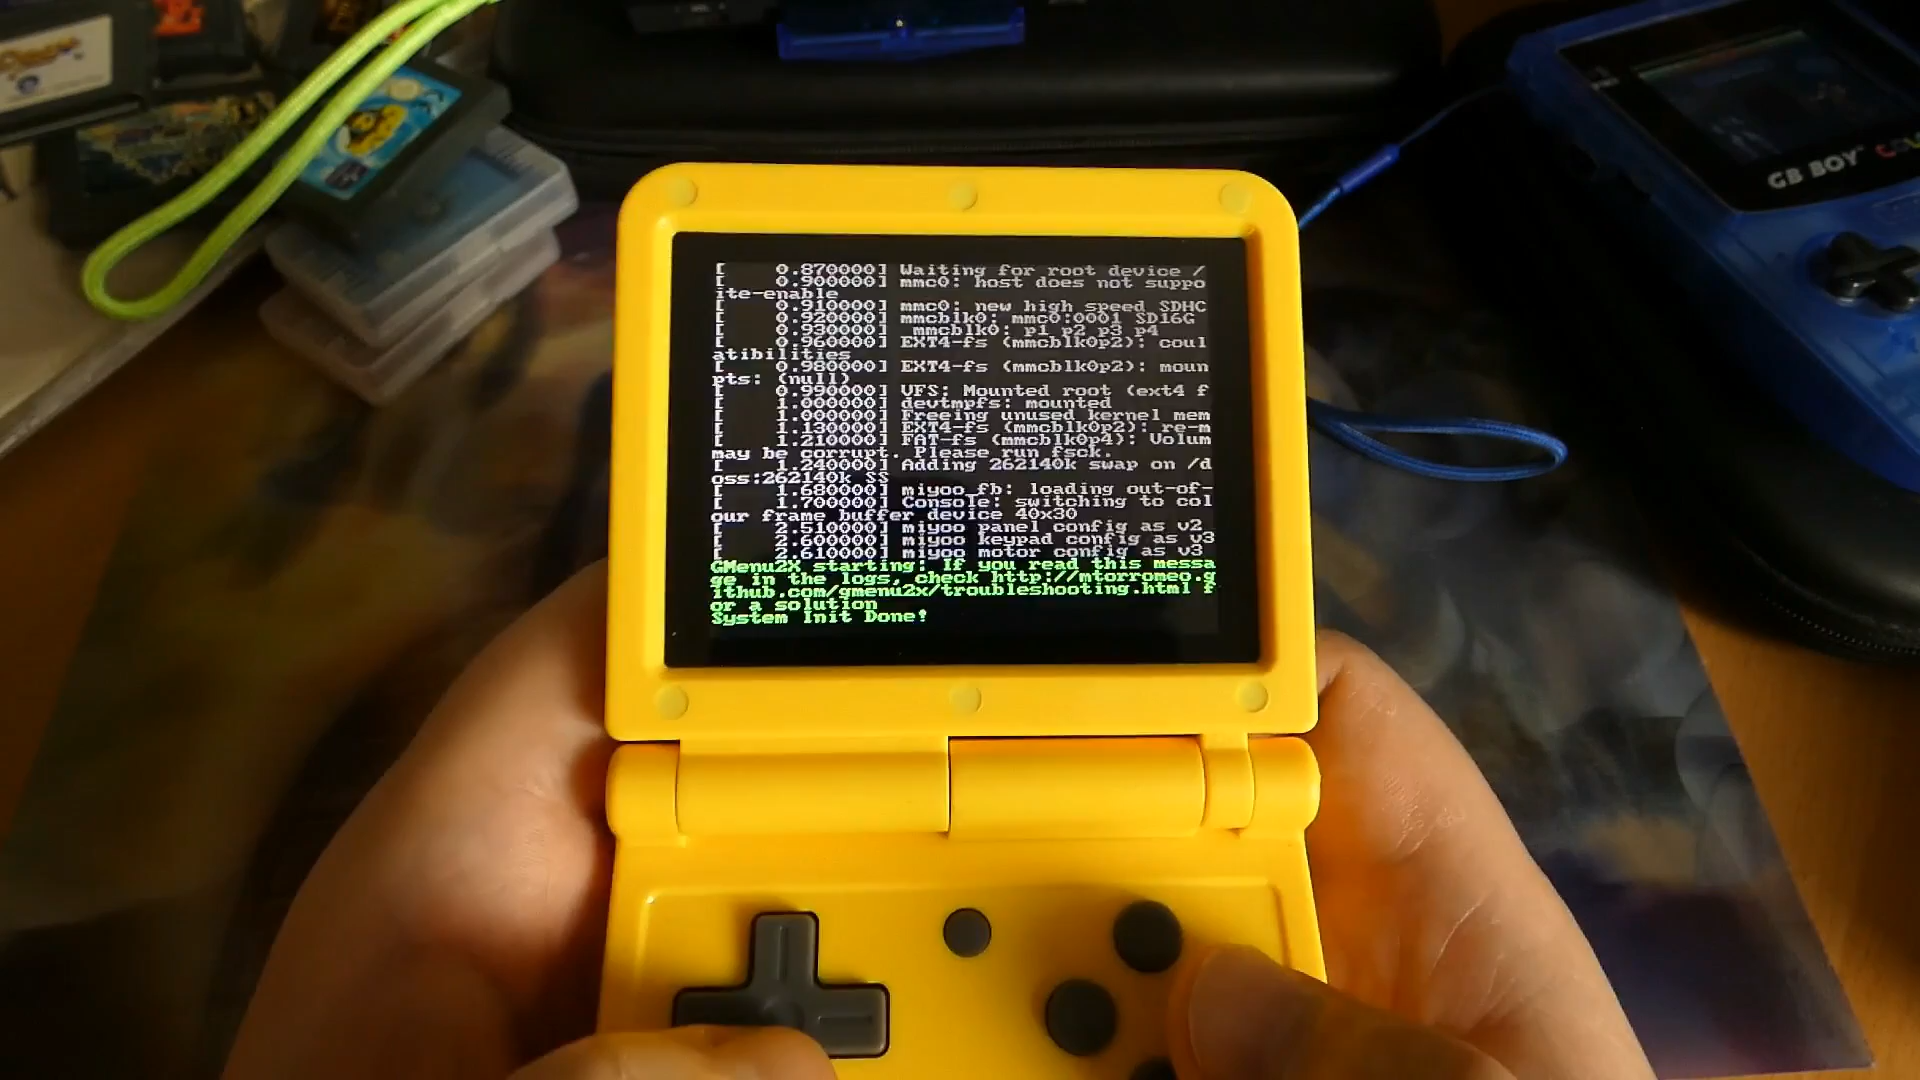 [    0.870000] Waiting for root device /
[    0.900000] mmc0: host does not suppo
ite-enable
[    0.910000] mmc0: new high speed SDHC
[    0.920000] mmcblk0: mmc0:0001 SD16G
[    0.930000]  mmcblk0: p1 p2 p3 p4
[    0.960000] EXT4-fs (mmcblk0p2): coul
atibilities
[    0.980000] EXT4-fs (mmcblk0p2): moun
pts: (null)
[    0.990000] VFS: Mounted root (ext4 f
[    1.000000] devtmpfs: mounted
[    1.000000] Freeing unused kernel mem
[    1.130000] EXT4-fs (mmcblk0p2): re-m
[    1.210000] FAT-fs (mmcblk0p4): Volum
may be corrupt. Please run fsck.
[    1.240000] Adding 262140k swap on /d
oss:262140k SS
[    1.680000] miyoo_fb: loading out-of-
[    1.700000] Console: switching to col
our frame buffer device 40x30
[    2.510000] miyoo panel config as v2
[    2.600000] miyoo keypad config as v3
[    2.610000] miyoo motor config as v3
GMenu2X starting: If you read this messa
ge in the logs, check http://mtorromeo.g
ithub.com/gmenu2x/troubleshooting.html f
or a solution
System Init Done!
GB BOY COL